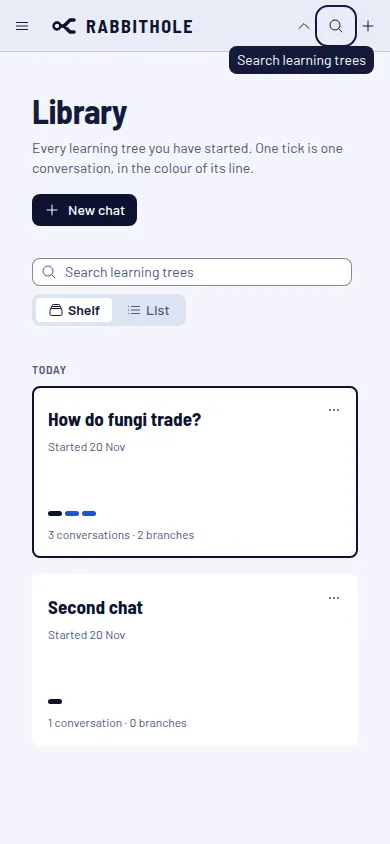 RABBITHOLE
Search learning trees
Library
Every learning tree you have started. One tick is one
conversation, in the colour of its line.
New chat
Search learning trees
Shelf
List
TODAY
How do fungi trade?
Started 20 Nov
3 conversations · 2 branches
Second chat
Started 20 Nov
1 conversation · 0 branches